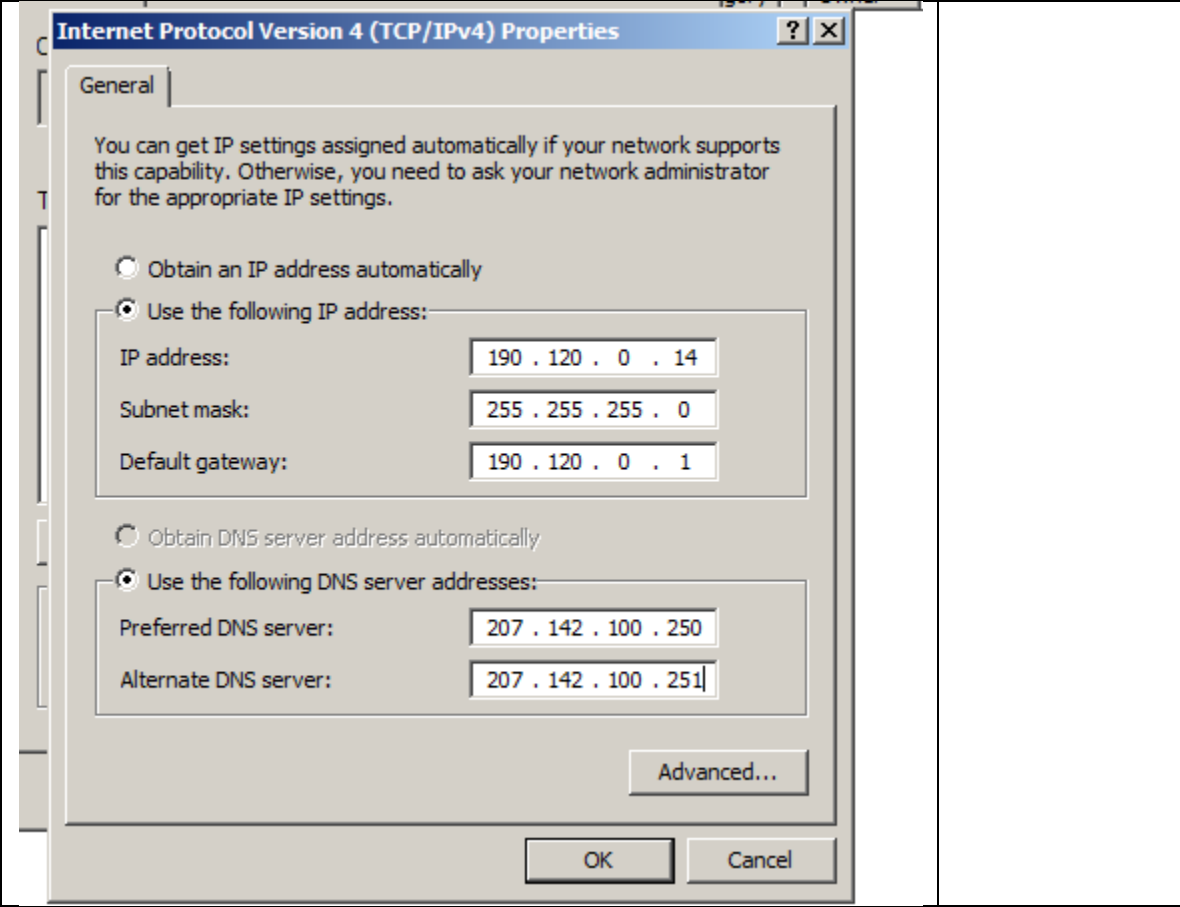 Internet Protocol Version 4 (TCP/IPv4) Properties
General
You can get IP settings assigned automatically if your network supports
this capability. Otherwise, you need to ask your network administrator
for the appropriate IP settings.
Obtain an IP address automatically
Use the following IP address:
IP address: 190 . 120 . 0 . 14
Subnet mask: 255 . 255 . 255 . 0
Default gateway: 190 . 120 . 0 . 1
Obtain DNS server address automatically
Use the following DNS server addresses:
Preferred DNS server: 207 . 142 . 100 . 250
Alternate DNS server: 207 . 142 . 100 . 251
Advanced...
OK Cancel